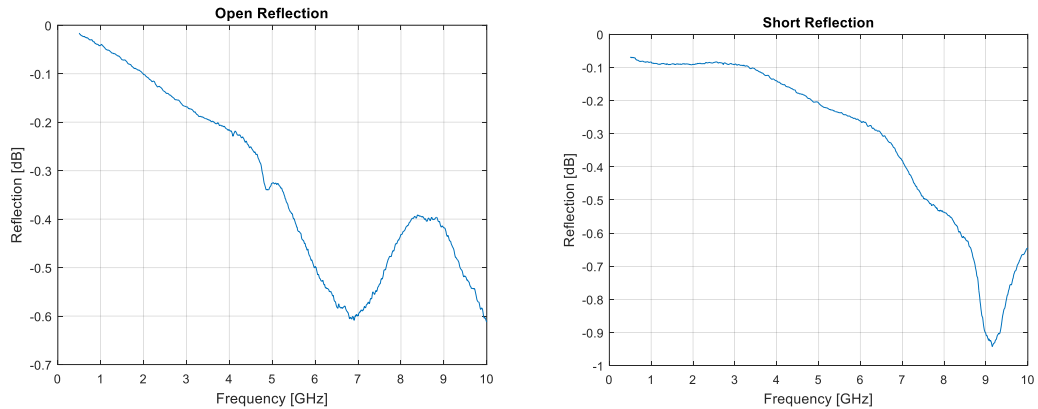 Open Reflection
0
-0.1
-0.2
-0.3
-0.4
-0.5
-0.6
-0.7
Reflection [dB]
0 1 2 3 4 5 6 7 8 9 10
Frequency [GHz]
Short Reflection
0
-0.1
-0.2
-0.3
-0.4
-0.5
-0.6
-0.7
-0.8
-0.9
-1
Reflection [dB]
0 1 2 3 4 5 6 7 8 9 10
Frequency [GHz]